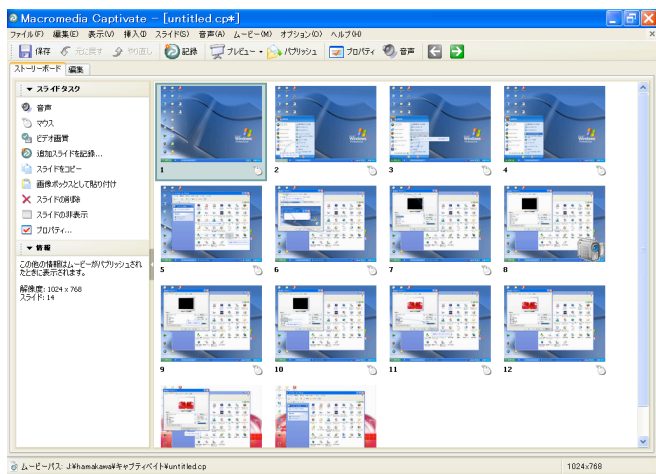 Macromedia Captivate - [untitled.cp*]
ファイル(F) 編集(E) 表示(V) 挿入(I) スライド(S) 音声(A) ムービー(M) オプション(O) ヘルプ(H)
保存 元に戻す やり直し 記録 プレビュー パブリッシュ プロパティ 音声
ストーリーボード 編集
スライドタスク
音声
マウス
ビデオ画質
追加スライドを記録...
スライドをコピー
画像ボックスとして貼り付け
スライドの削除
スライドの非表示
プロパティ...
情報
この他の情報はムービーがパブリッシュされ
たときに表示されます。
解像度: 1024 x 768
スライド: 14
1 2 3 4
5 6 7 8
9 10 11 12
ムービーパス: J:¥hamakawa¥キャプティベイト¥untitled.cp 1024x768